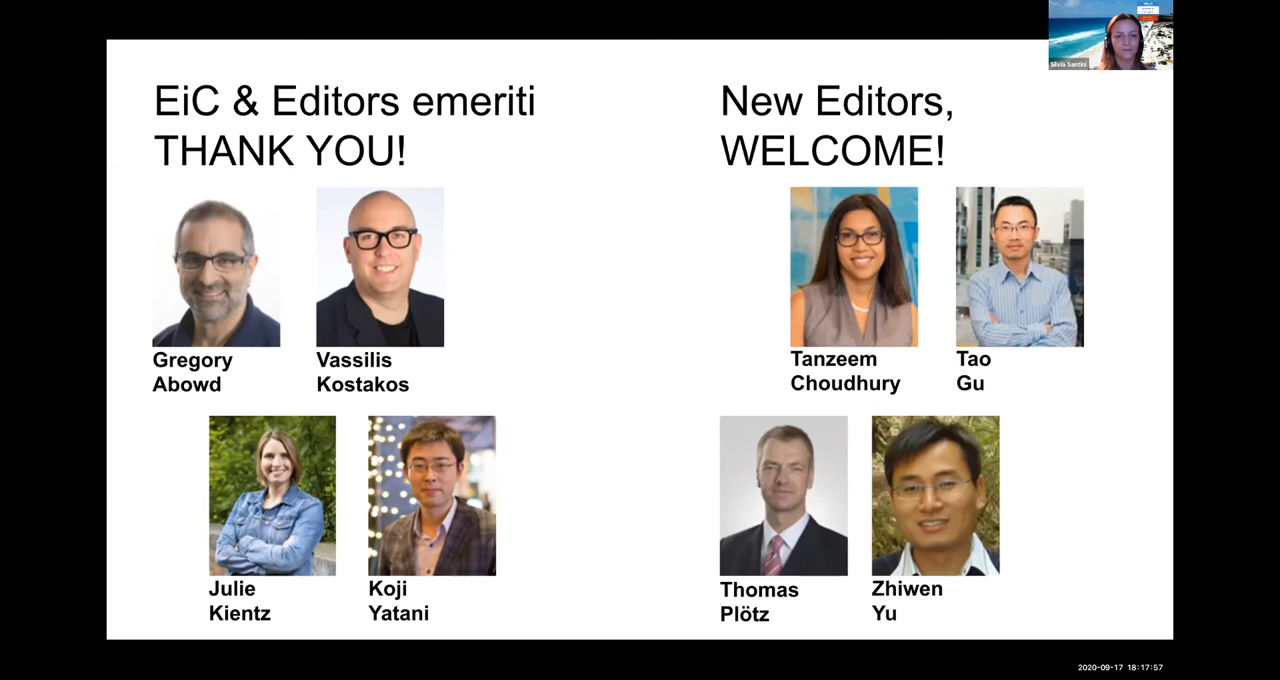 Silvia Santini
EiC & Editors emeriti
THANK YOU!
New Editors,
WELCOME!
Gregory
Abowd
Vassilis
Kostakos
Tanzeem
Choudhury
Tao
Gu
Julie
Kientz
Koji
Yatani
Thomas
Plötz
Zhiwen
Yu
2020-09-17 18:17:57